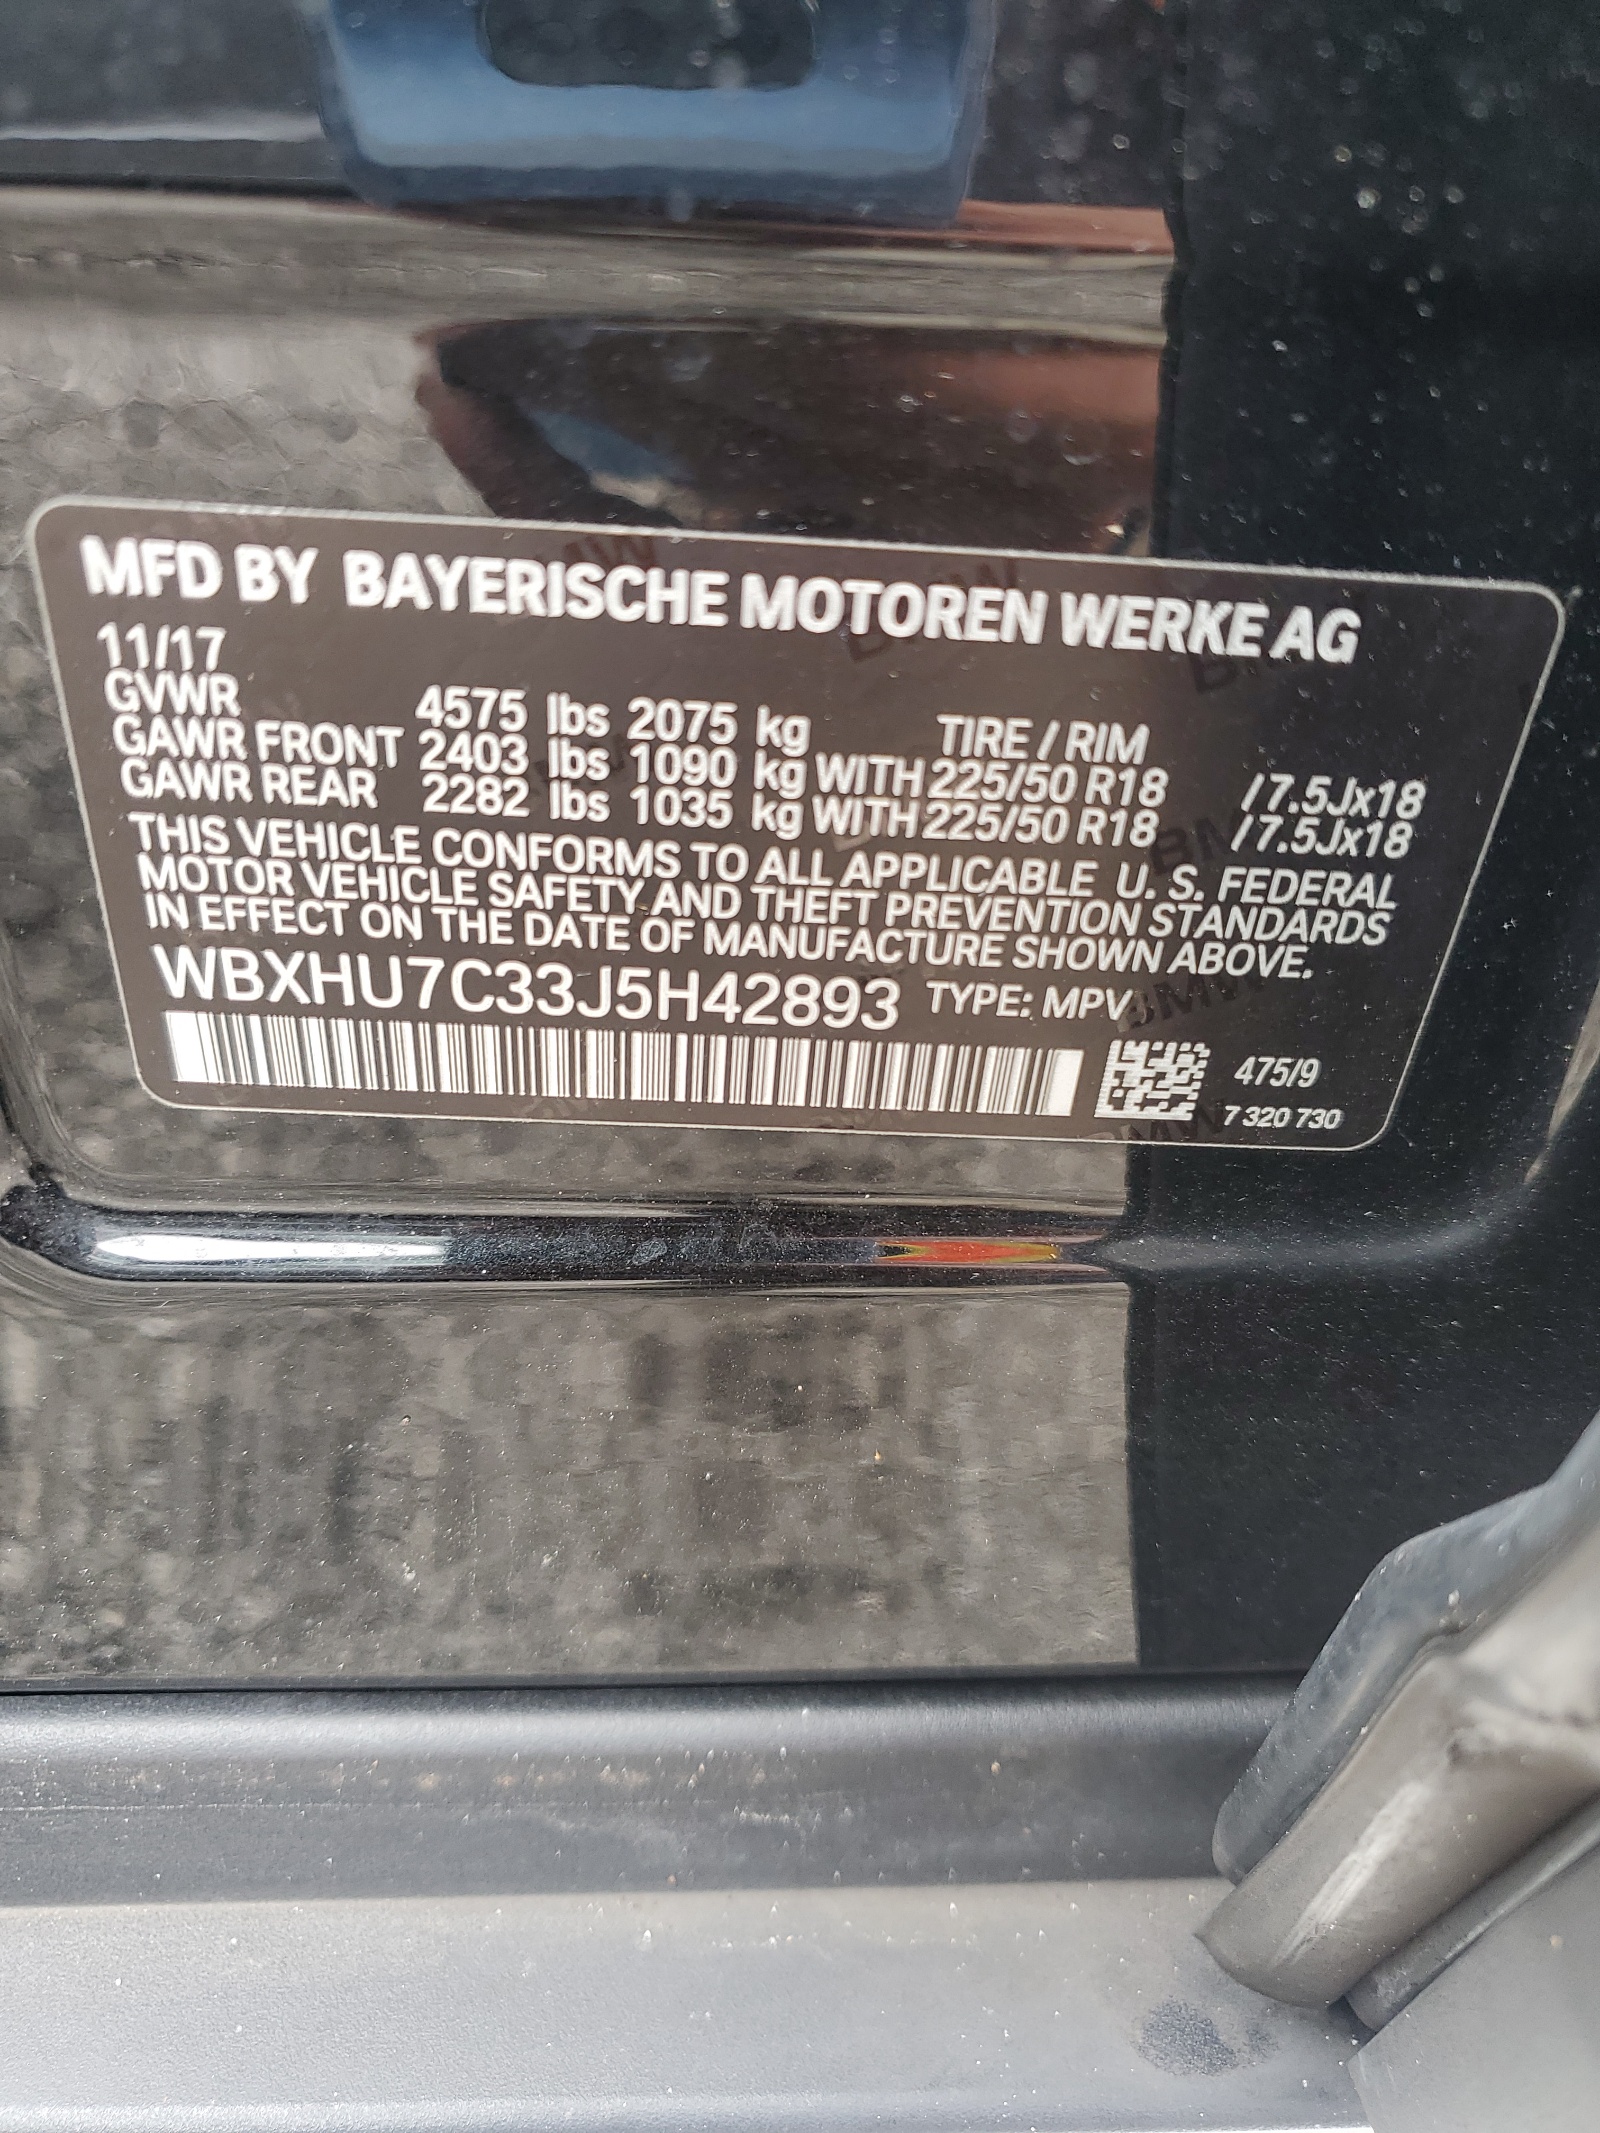 MFD BY BAYERISCHE MOTOREN WERKE AG
11/17
GVWR 4575 lbs 2075 kg TIRE / RIM
GAWR FRONT 2403 lbs 1090 kg WITH 225/50 R18 /7.5Jx18
GAWR REAR 2282 lbs 1035 kg WITH 225/50 R18 /7.5Jx18
THIS VEHICLE CONFORMS TO ALL APPLICABLE U. S. FEDERAL
MOTOR VEHICLE SAFETY AND THEFT PREVENTION STANDARDS
IN EFFECT ON THE DATE OF MANUFACTURE SHOWN ABOVE.
WBXHU7C33J5H42893 TYPE: MPV
475/9
7 320 730